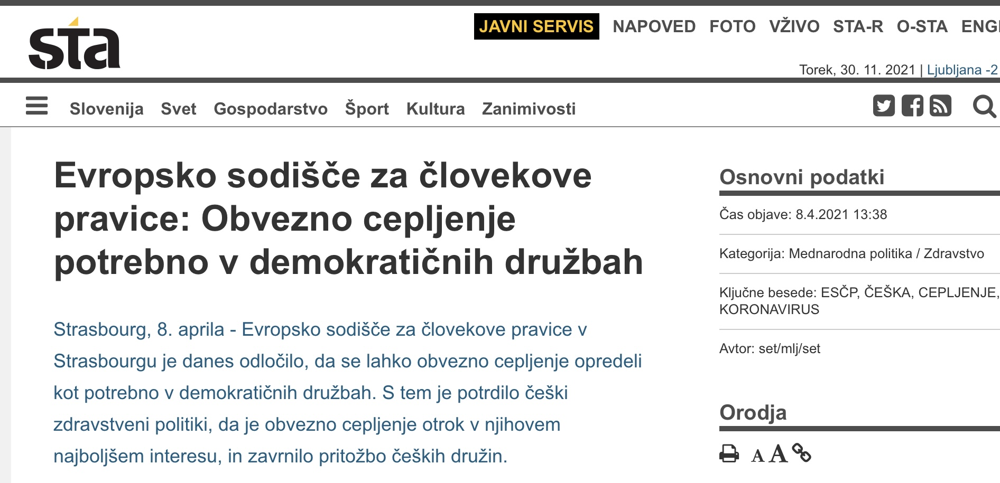 sta
JAVNI SERVIS NAPOVED FOTO VŽIVO STA-R O-STA
Torek, 30. 11. 2021 | Ljubljana -2
Slovenija Svet Gospodarstvo Šport Kultura Zanimivosti
Evropsko sodišče za človekove
pravice: Obvezno cepljenje
potrebno v demokratičnih družbah
Strasbourg, 8. aprila - Evropsko sodišče za človekove pravice v
Strasbourgu je danes odločilo, da se lahko obvezno cepljenje opredeli
kot potrebno v demokratičnih družbah. S tem je potrdilo češki
zdravstveni politiki, da je obvezno cepljenje otrok v njihovem
najboljšem interesu, in zavrnilo pritožbo čeških družin.
Osnovni podatki
Čas objave: 8.4.2021 13:38
Kategorija: Mednarodna politika / Zdravstvo
Ključne besede: ESČP, ČEŠKA, CEPLJENJE,
KORONAVIRUS
Avtor: set/mlj/set
Orodja
A A